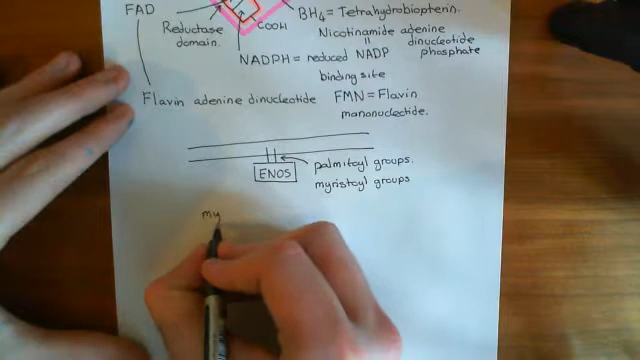 FAD
BH4 = Tetrahydrobiopterin.
Reductase
domain.
COOH
Nicotinamide adenine
dinucleotide
phosphate
NADPH = reduced NADP
binding site
Flavin adenine dinucleotide
FMN = Flavin
mononucleotide.
ENOS
palmitoyl groups.
myristoyl groups
my